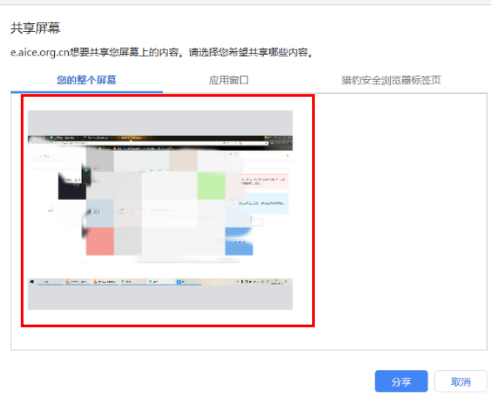 共享屏幕
e.aice.org.cn想要共享您屏幕上的内容。请选择您希望共享哪些内容。
您的整个屏幕
应用窗口
猎豹安全浏览器标签页
分享
取消